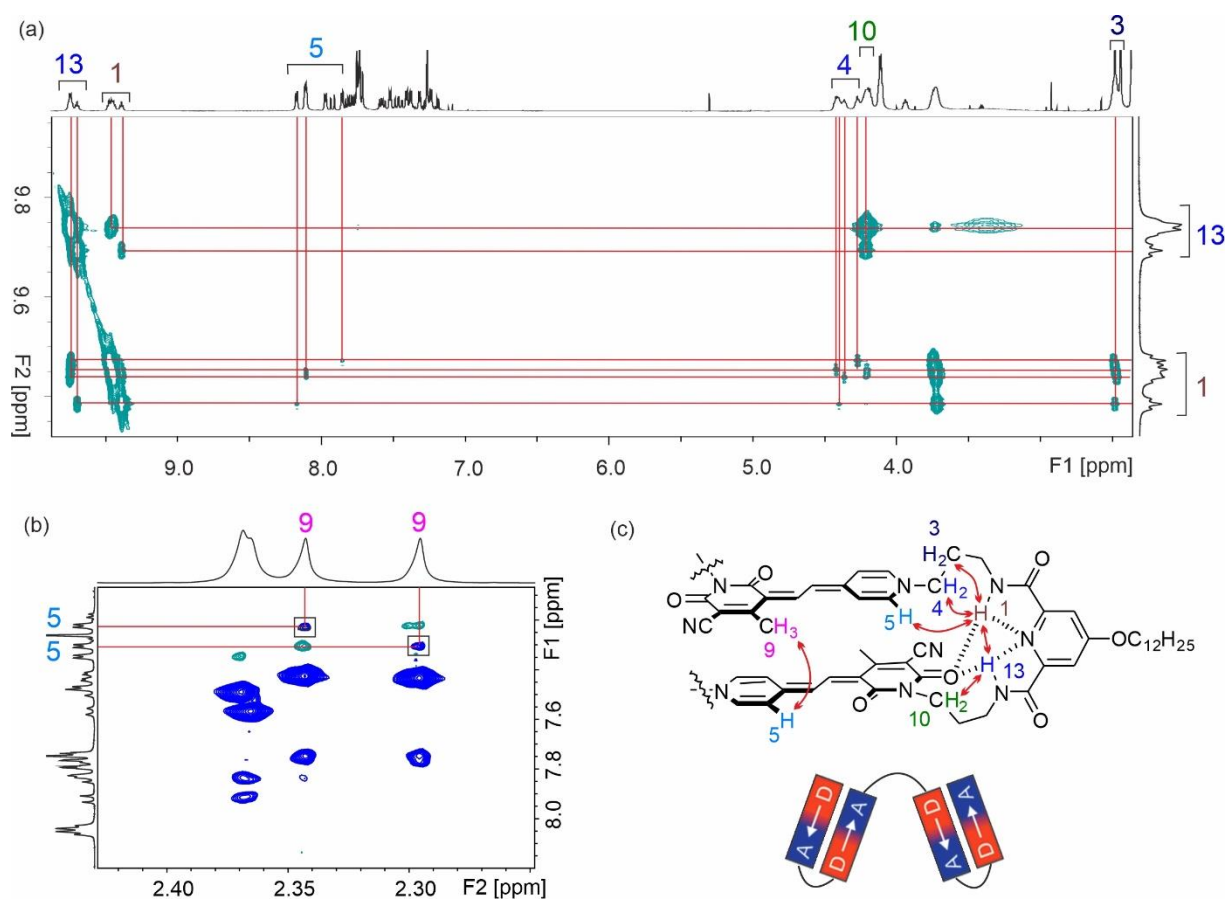 (a)
13
1
5
4
10
3
9.8
9.6
F2 [ppm]
13
1
9.0
8.0
7.0
6.0
5.0
4.0
F1 [ppm]
(b)
9
9
5
5
F1 [ppm]
7.6
7.8
8.0
2.40
2.35
2.30
F2 [ppm]
(c)
3
H2
C
N
O
O
N
CH2
N
O
4
H
1
NC
CH3
9
5
H
CN
N
OC12H25
O
H
13
O
N
CH2
N
O
10
N
5
H
A
D
D
A
A
D
D
A